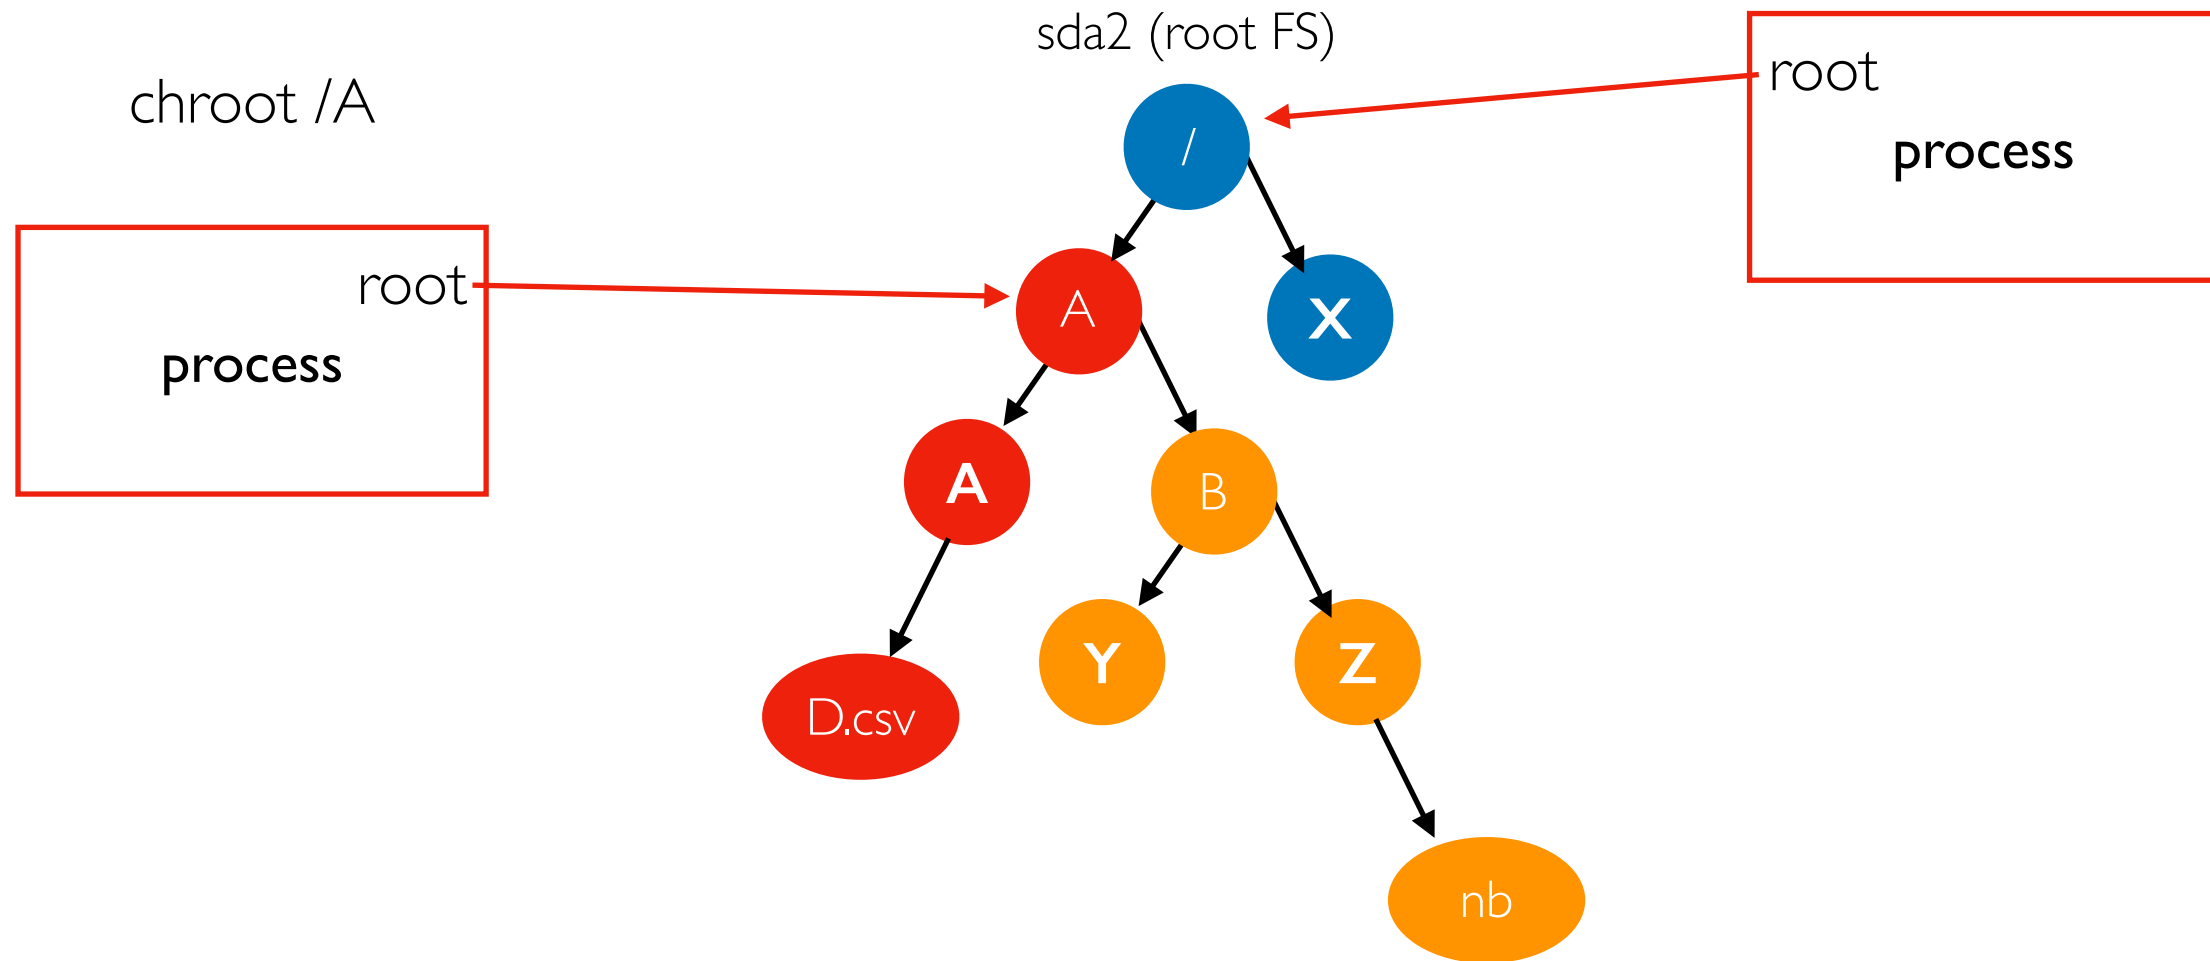 sda2 (root FS)
chroot /A
root
process
/
root
process
A
X
A
B
Y
Z
D.csv
nb